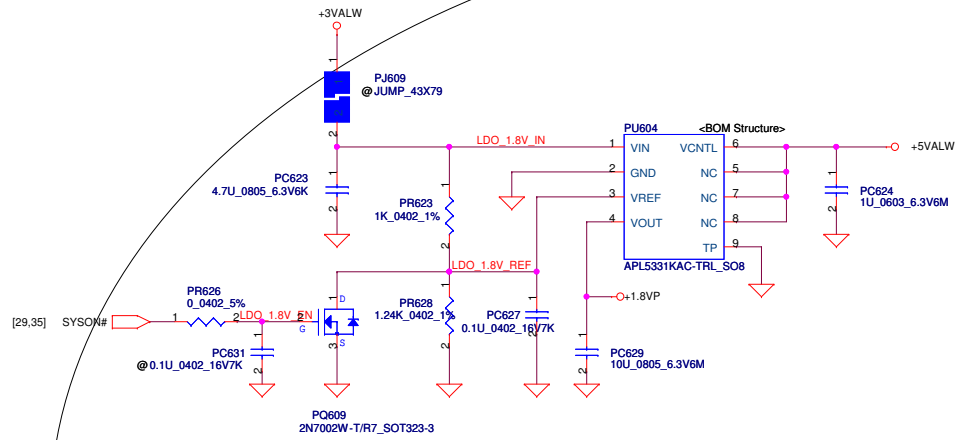 +3VALW
1
PJ609
@ JUMP_43X79
2
PU604
<BOM Structure>
LDO_1.8V_IN
1
VIN
VCNTL
6
+5VALW
2
GND
NC
5
3
VREF
NC
7
4
VOUT
NC
8
TP
9
APL5331KAC-TRL_SO8
PC623
4.7U_0805_6.3V6K
1
2
PR623
1K_0402_1%
1
2
PC624
1U_0603_6.3V6M
1
2
LDO_1.8V_REF
+1.8VP
PR626
0_0402_5%
[29,35]
SYSON#
1
2
LDO_1.8V_EN
2
G
1
D
3
S
PR628
1.24K_0402_1%
1
2
PC627
0.1U_0402_16V7K
1
2
PC631
@ 0.1U_0402_16V7K
1
2
PC629
10U_0805_6.3V6M
1
2
PQ609
2N7002W-T/R7_SOT323-3